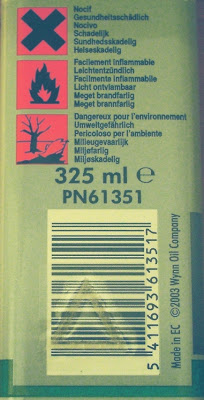 Nocif
Gesundheitsschädlich
Nocivo
Schadelijk
Sundhedsskadelig
Helseskadelig
Facilement inflammable
Leichtentzündlich
Facilmente inflammabile
Licht ontvlambaar
Meget brandfarlig
Meget brannfarlig
Dangereux pour l'environnement
Umweltgefährlich
Pericoloso per l'ambiente
Milieugevaarlijk
Miljøfarlig
Miljøskadelig
325 ml ℮
PN61351
5 411693 613517
Made in EC ©2003 Wynn Oil Company